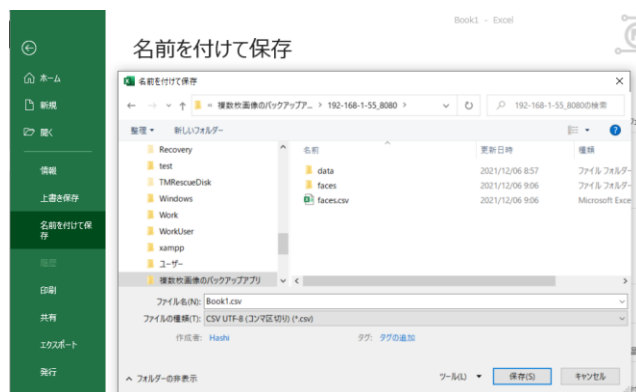 Book1 - Excel
名前を付けて保存
ホーム
新規
開く
情報
上書き保存
名前を付けて保
存
印刷
共有
エクスポート
発行
名前を付けて保存
« 複数枚画像のバックアップア... › 192-168-1-55_8080 ›
192-168-1-55_8080の検索
整理 新しいフォルダー
名前 更新日時 種類
Recovery
test
TMRescueDisk
Windows
Work
WorkUser
xampp
ユーザー
複数枚画像のバックアップアプリ
data 2021/12/06 8:57 ファイル フォルダー
faces 2021/12/06 9:06 ファイル フォルダー
faces.csv 2021/12/06 9:06 Microsoft Exce
ファイル名(N): Book1.csv
ファイルの種類(T): CSV UTF-8 (コンマ区切り) (*.csv)
作成者: Hashi タグ: タグの追加
フォルダーの非表示
ツール(L) 保存(S) キャンセル